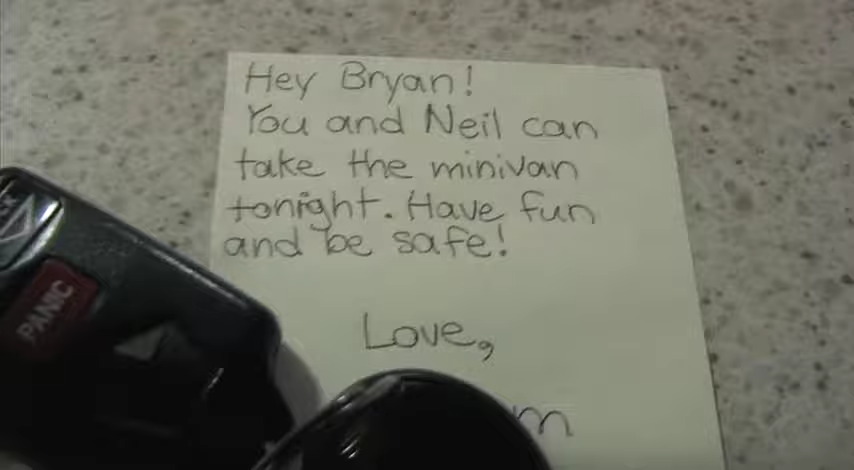 Hey Bryan!
You and Neil can
take the minivan
tonight. Have fun
and be safe!
Love,
PANIC